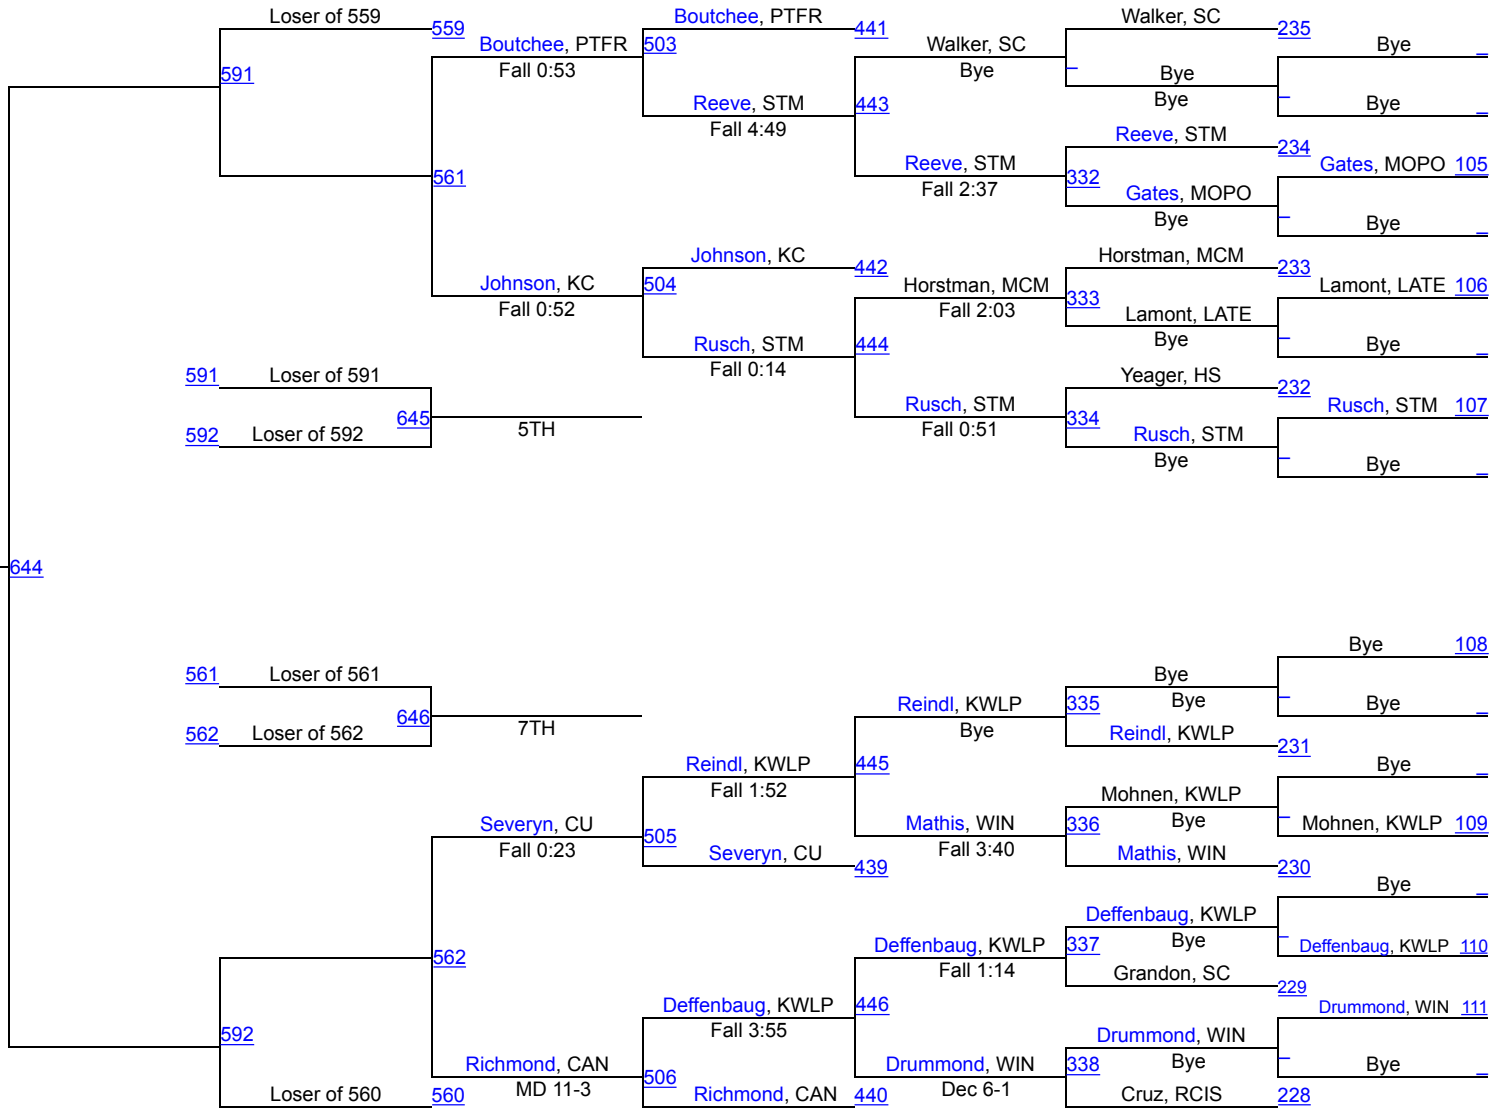 Loser of 559
559
Boutchee, PTFR
441
Walker, SC
235
Boutchee, PTFR
Fall 0:53
503
Walker, SC
Bye
Bye
_
591
_
Bye
Bye
Reeve, STM
Fall 4:49
443
_
Bye
_
Reeve, STM
234
561
Reeve, STM
Fall 2:37
332
Gates, MOPO
Bye
Gates, MOPO 105
_
Bye
_
Johnson, KC
442
Horstman, MCM
233
Johnson, KC
Fall 0:52
504
Horstman, MCM
Fall 2:03
333
Lamont, LATE
Bye
Lamont, LATE 106
Rusch, STM
Fall 0:14
444
_
Bye
_
591
Loser of 591
Yeager, HS
232
592
Loser of 592
645
5TH
Rusch, STM
Fall 0:51
334
Rusch, STM
Bye
Rusch, STM 107
_
Bye
_
644
Bye
108
561
Loser of 561
Bye
Bye
562
Loser of 562
646
7TH
Reindl, KWLP
Bye
335
_
Bye
_
Reindl, KWLP
231
Reindl, KWLP
Fall 1:52
445
Bye
_
Mohnen, KWLP
Bye
Severyn, CU
Fall 0:23
505
Mathis, WIN
Fall 3:40
336
_
Mohnen, KWLP 109
Severyn, CU
439
Mathis, WIN
230
Bye
_
Deffenbaug, KWLP
Bye
562
Deffenbaug, KWLP
Fall 1:14
337
_
Deffenbaug, KWLP 110
Grandon, SC
229
Deffenbaug, KWLP
Fall 3:55
446
Drummond, WIN 111
592
Drummond, WIN
Bye
Richmond, CAN
MD 11-3
506
Drummond, WIN
Dec 6-1
338
_
Bye
_
Loser of 560
560
Richmond, CAN
440
Cruz, RCIS
228